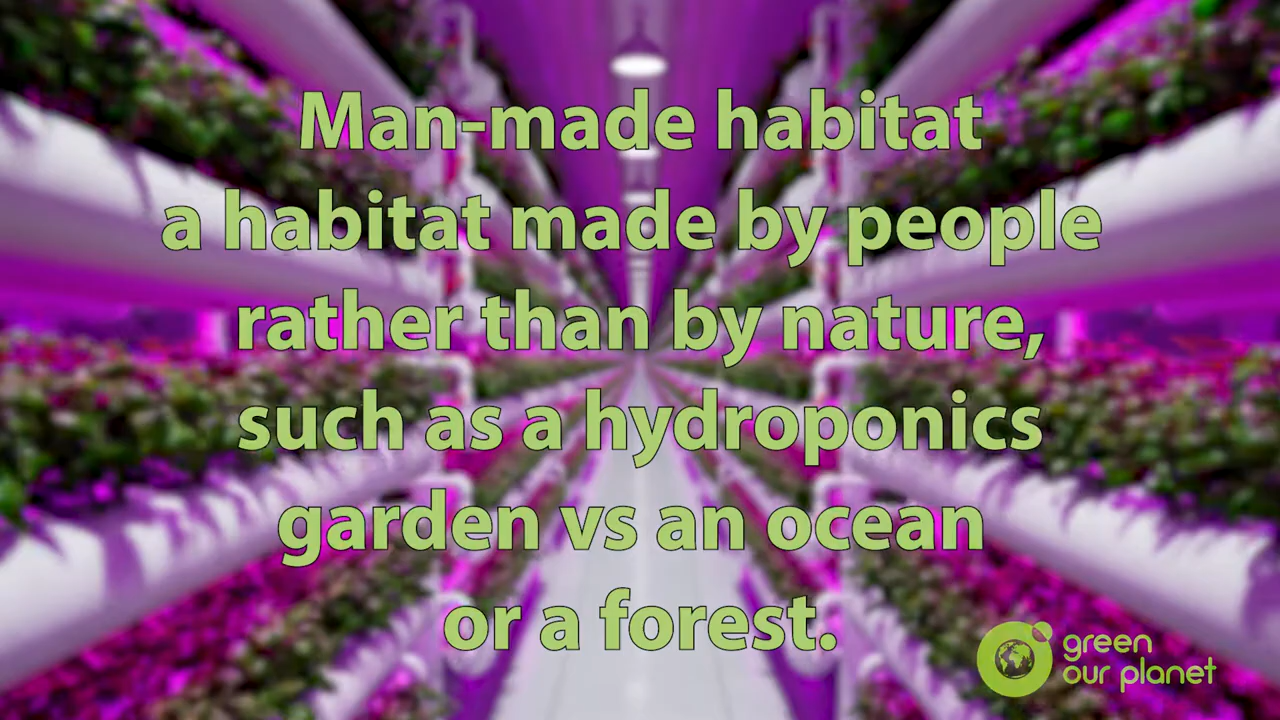 Man-made habitat
a habitat made by people
rather than by nature,
such as a hydroponics
garden vs an ocean
or a forest.
green
our planet